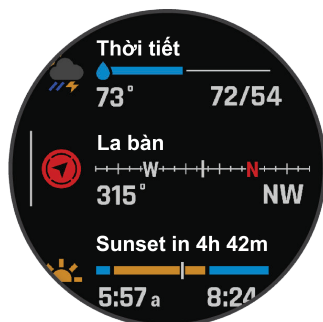 Thời tiết
73° 72/54
La bàn
W N
315° NW
Sunset in 4h 42m
5:57 a 8:24